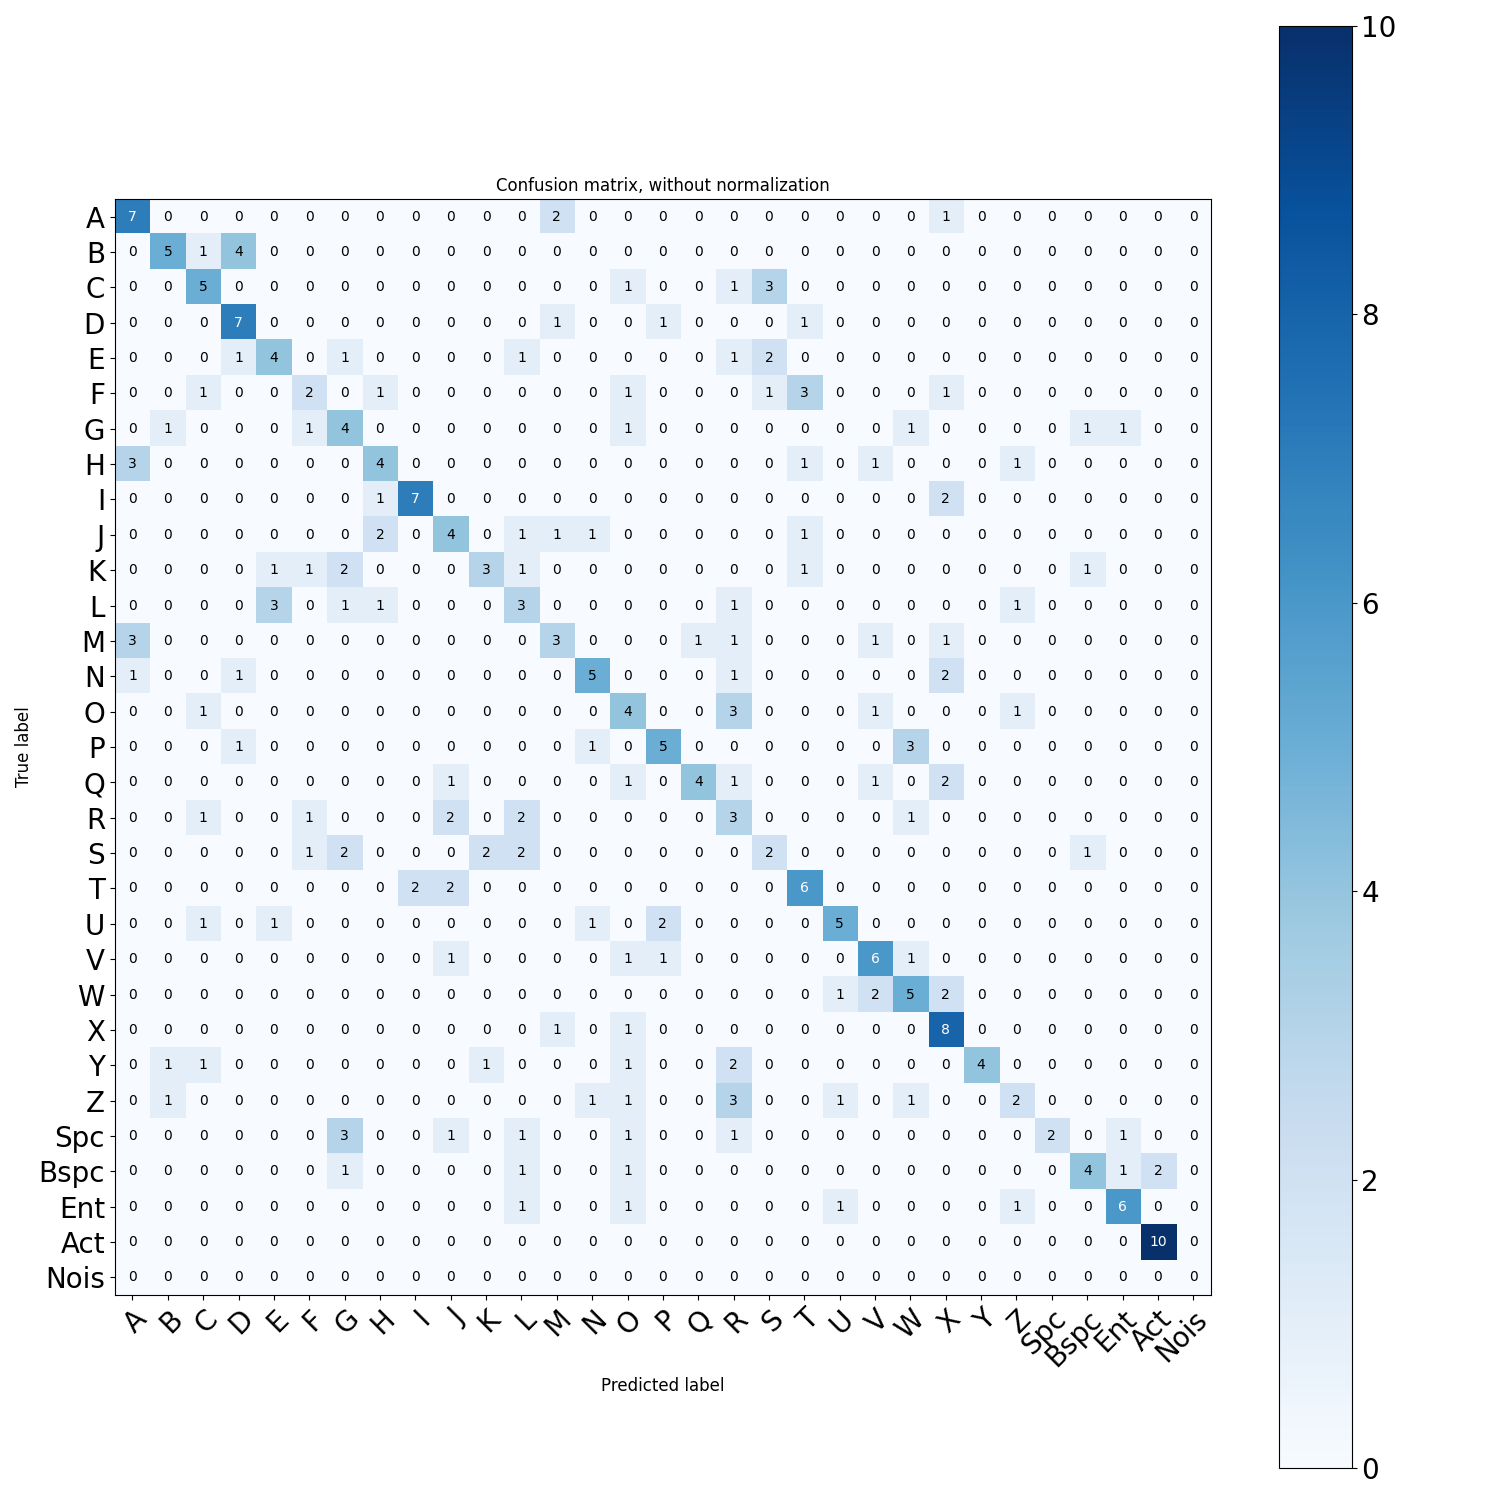 Confusion matrix, without normalization
A 7 0 0 0 0 0 0 0 0 0 0 0 2 0 0 0 0 0 0 0 0 0 0 1 0 0 0 0 0 0 0
B 0 5 1 4 0 0 0 0 0 0 0 0 0 0 0 0 0 0 0 0 0 0 0 0 0 0 0 0 0 0 0
C 0 0 5 0 0 0 0 0 0 0 0 0 0 0 1 0 0 1 3 0 0 0 0 0 0 0 0 0 0 0 0
D 0 0 0 7 0 0 0 0 0 0 0 0 1 0 0 1 0 0 0 1 0 0 0 0 0 0 0 0 0 0 0
E 0 0 0 1 4 0 1 0 0 0 0 1 0 0 0 0 0 1 2 0 0 0 0 0 0 0 0 0 0 0 0
F 0 0 1 0 0 2 0 1 0 0 0 0 0 0 1 0 0 0 1 3 0 0 0 1 0 0 0 0 0 0 0
G 0 1 0 0 0 1 4 0 0 0 0 0 0 0 1 0 0 0 0 0 0 0 1 0 0 0 0 1 1 0 0
H 3 0 0 0 0 0 0 4 0 0 0 0 0 0 0 0 0 0 0 1 0 1 0 0 0 1 0 0 0 0 0
I 0 0 0 0 0 0 0 1 7 0 0 0 0 0 0 0 0 0 0 0 0 0 0 2 0 0 0 0 0 0 0
J 0 0 0 0 0 0 0 2 0 4 0 1 1 1 0 0 0 0 0 1 0 0 0 0 0 0 0 0 0 0 0
K 0 0 0 0 1 1 2 0 0 0 3 1 0 0 0 0 0 0 0 1 0 0 0 0 0 0 0 1 0 0 0
L 0 0 0 0 3 0 1 1 0 0 0 3 0 0 0 0 0 1 0 0 0 0 0 0 0 1 0 0 0 0 0
M 3 0 0 0 0 0 0 0 0 0 0 0 3 0 0 0 1 1 0 0 0 1 0 1 0 0 0 0 0 0 0
N 1 0 0 1 0 0 0 0 0 0 0 0 0 5 0 0 0 1 0 0 0 0 0 2 0 0 0 0 0 0 0
O 0 0 1 0 0 0 0 0 0 0 0 0 0 0 4 0 0 3 0 0 0 1 0 0 0 1 0 0 0 0 0
P 0 0 0 1 0 0 0 0 0 0 0 0 0 1 0 5 0 0 0 0 0 0 3 0 0 0 0 0 0 0 0
Q 0 0 0 0 0 0 0 0 0 1 0 0 0 0 1 0 4 1 0 0 0 1 0 2 0 0 0 0 0 0 0
R 0 0 1 0 0 1 0 0 0 2 0 2 0 0 0 0 0 3 0 0 0 0 1 0 0 0 0 0 0 0 0
S 0 0 0 0 0 1 2 0 0 0 2 2 0 0 0 0 0 0 2 0 0 0 0 0 0 0 0 1 0 0 0
T 0 0 0 0 0 0 0 0 2 2 0 0 0 0 0 0 0 0 0 6 0 0 0 0 0 0 0 0 0 0 0
U 0 0 1 0 1 0 0 0 0 0 0 0 0 1 0 2 0 0 0 0 5 0 0 0 0 0 0 0 0 0 0
V 0 0 0 0 0 0 0 0 0 1 0 0 0 0 1 1 0 0 0 0 0 6 1 0 0 0 0 0 0 0 0
W 0 0 0 0 0 0 0 0 0 0 0 0 0 0 0 0 0 0 0 0 1 2 5 2 0 0 0 0 0 0 0
X 0 0 0 0 0 0 0 0 0 0 0 0 1 0 1 0 0 0 0 0 0 0 0 8 0 0 0 0 0 0 0
Y 0 1 1 0 0 0 0 0 0 0 1 0 0 0 1 0 0 2 0 0 0 0 0 0 4 0 0 0 0 0 0
Z 0 1 0 0 0 0 0 0 0 0 0 0 0 1 1 0 0 3 0 0 1 0 1 0 0 2 0 0 0 0 0
Spc 0 0 0 0 0 0 3 0 0 1 0 1 0 0 1 0 0 1 0 0 0 0 0 0 0 0 2 0 1 0 0
Bspc 0 0 0 0 0 0 1 0 0 0 0 1 0 0 1 0 0 0 0 0 0 0 0 0 0 0 0 4 1 2 0
Ent 0 0 0 0 0 0 0 0 0 0 0 1 0 0 1 0 0 0 0 0 1 0 0 0 0 1 0 0 6 0 0
Act 0 0 0 0 0 0 0 0 0 0 0 0 0 0 0 0 0 0 0 0 0 0 0 0 0 0 0 0 0 10 0
Nois 0 0 0 0 0 0 0 0 0 0 0 0 0 0 0 0 0 0 0 0 0 0 0 0 0 0 0 0 0 0 0
A B C D E F G H I J K L M N O P Q R S T U V W X Y Z Spc Bspc Ent Act Nois
Predicted label
True label
10
8
6
4
2
0